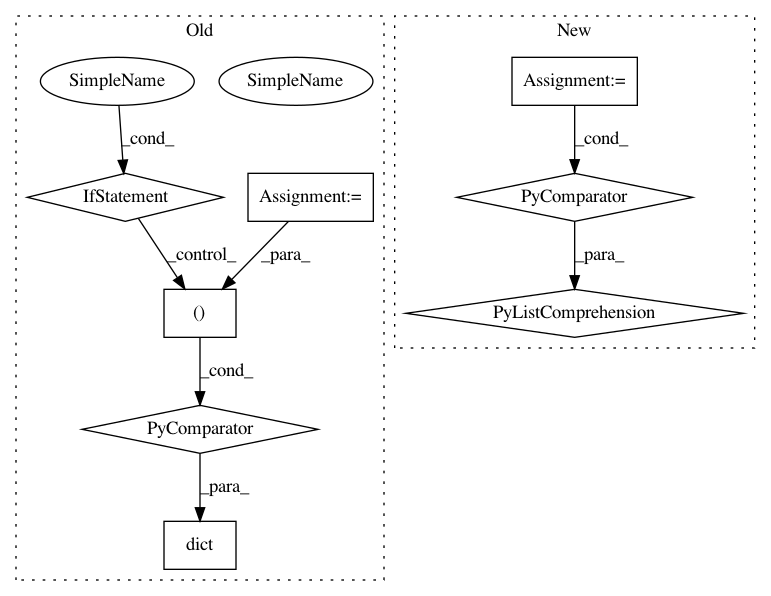 Old
SimpleName
SimpleName
_cond_
IfStatement
Assignment:=
_control_
_para_
()
_cond_
PyComparator
_para_
dict
New
Assignment:=
_cond_
PyComparator
_para_
PyListComprehension